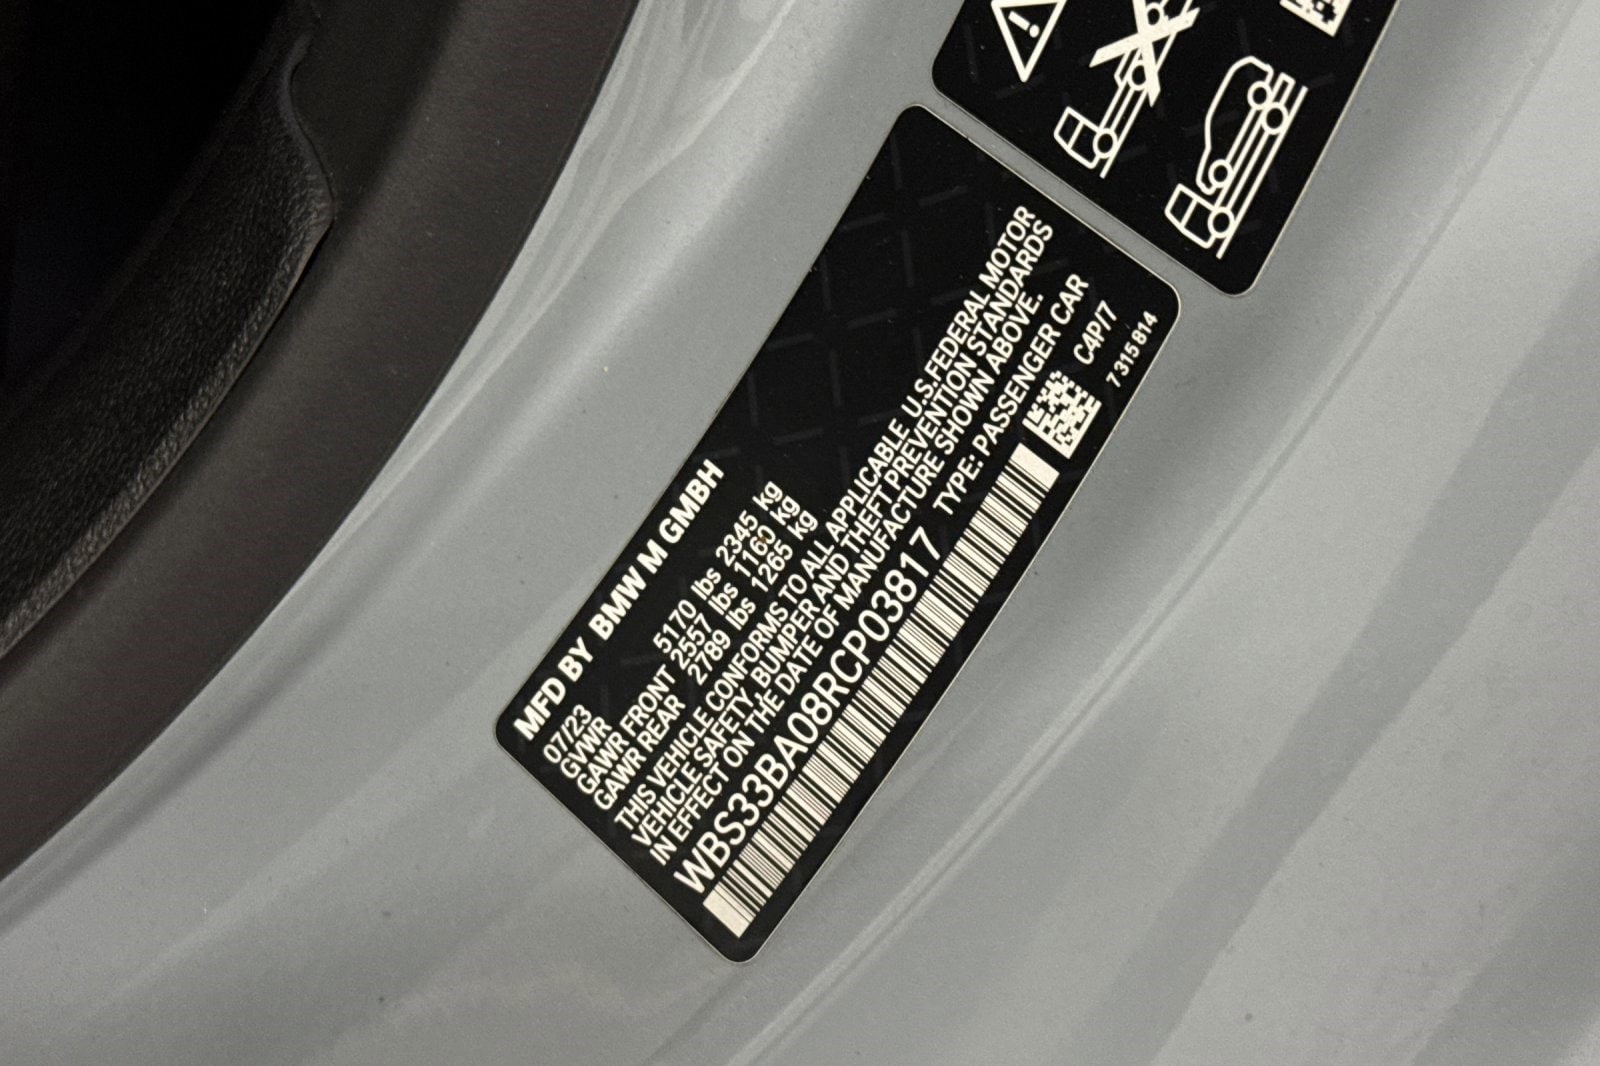 MFD BY BMW M GMBH
07/23
GVWR 5170 lbs 2345 kg
GAWR FRONT 2557 lbs 1160 kg
GAWR REAR 2789 lbs 1265 kg
THIS VEHICLE CONFORMS TO ALL APPLICABLE U.S.FEDERAL MOTOR
VEHICLE SAFETY, BUMPER AND THEFT PREVENTION STANDARDS
IN EFFECT ON THE DATE OF MANUFACTURE SHOWN ABOVE.
WBS33BA08RCP03817 TYPE: PASSENGER CAR
C4P/7
7 315 814